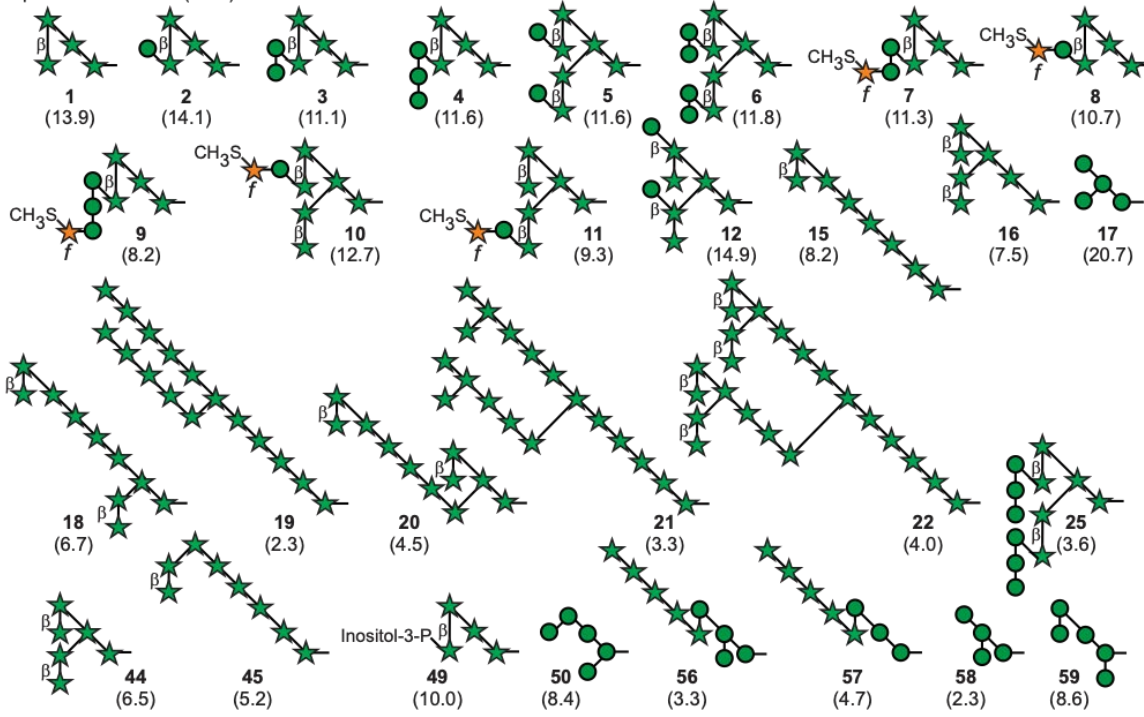 β β β β β β β β
CH₃S CH₃S
f f
1 2 3 4 5 6 7 8
(13.9) (14.1) (11.1) (11.6) (11.6) (11.8) (11.3) (10.7)
CH₃S β CH₃S β β CH₃S β β β β β β β β
f f f
9 10 11 12 15 16 17
(8.2) (12.7) (9.3) (14.9) (8.2) (7.5) (20.7)
β β β β β β β β β β β
18 19 20 21 22 25
(6.7) (2.3) (4.5) (3.3) (4.0) (3.6)
β β β Inositol-3-P β
44 45 49 50 56 57 58 59
(6.5) (5.2) (10.0) (8.4) (3.3) (4.7) (2.3) (8.6)